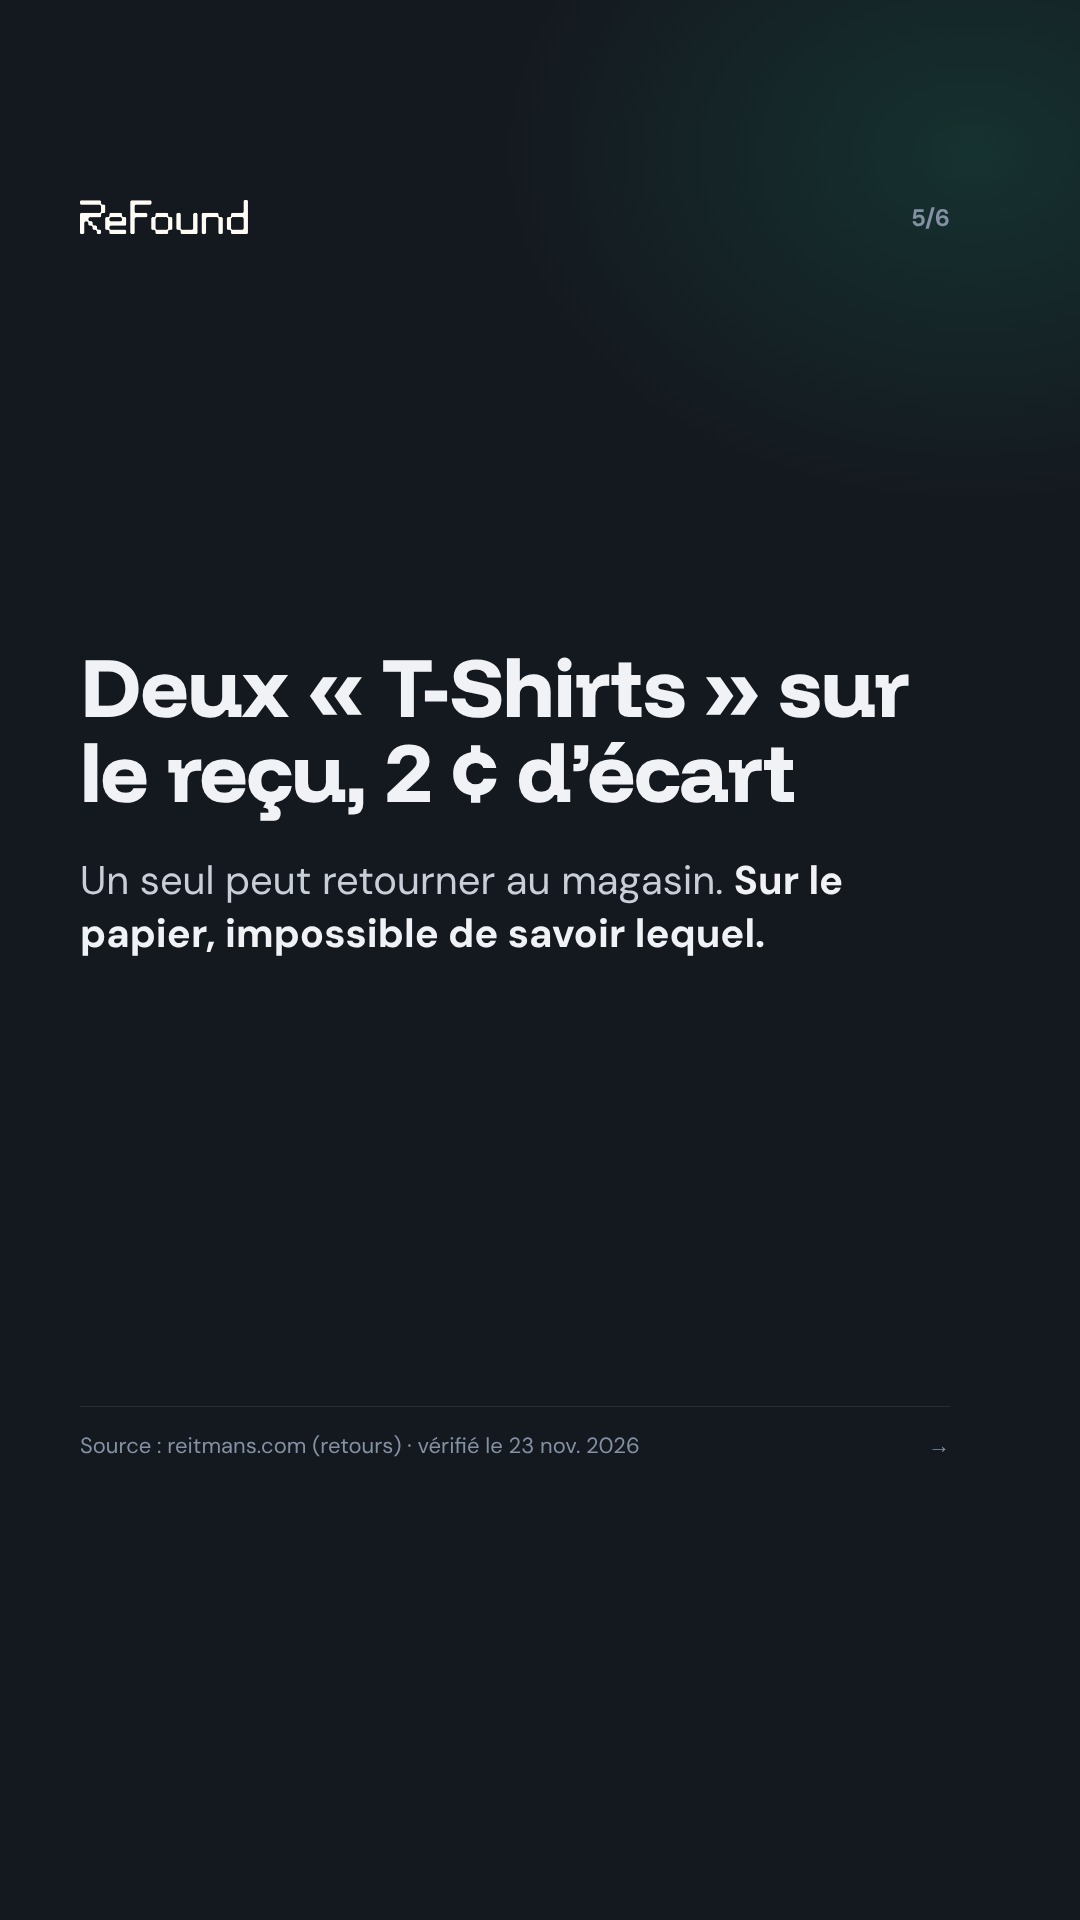 ReFound
5/6
Deux « T-Shirts » sur
le reçu, 2 ¢ d’écart
Un seul peut retourner au magasin. Sur le
papier, impossible de savoir lequel.
Source : reitmans.com (retours) · vérifié le 23 nov. 2026 →